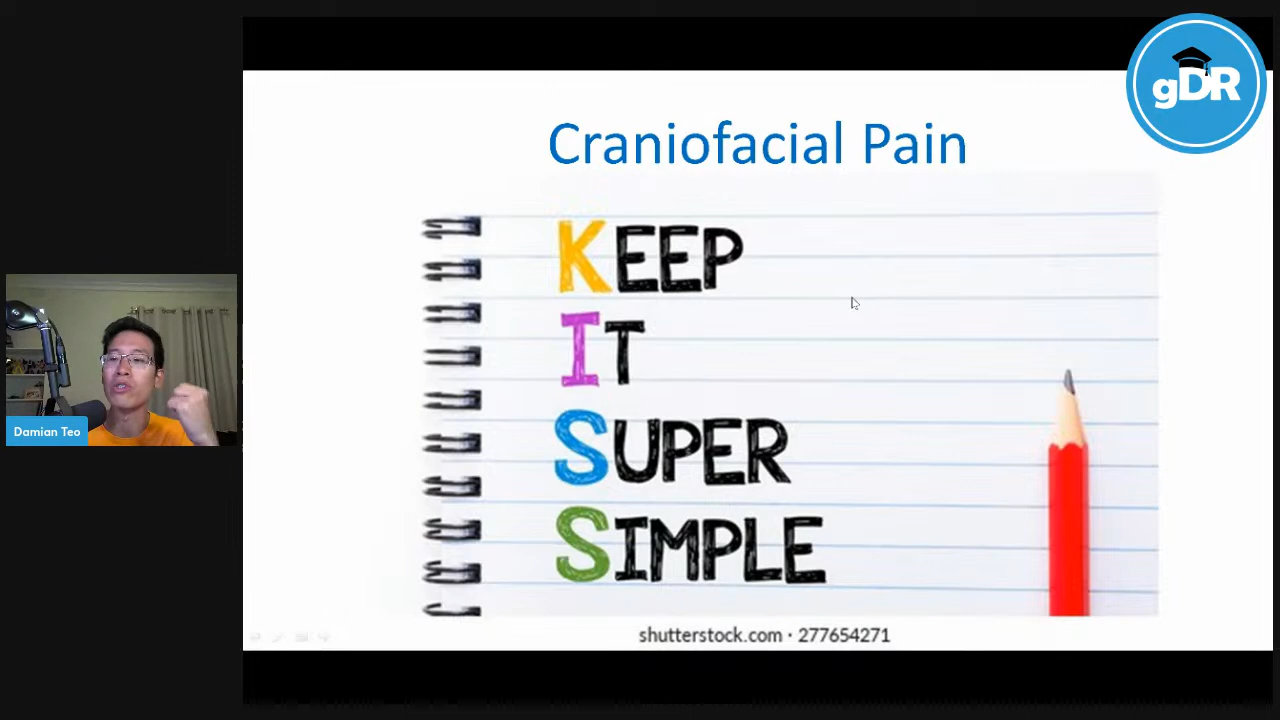 gDR
Craniofacial Pain
KEEP
IT
SUPER
SIMPLE
shutterstock.com · 277654271
Damian Teo